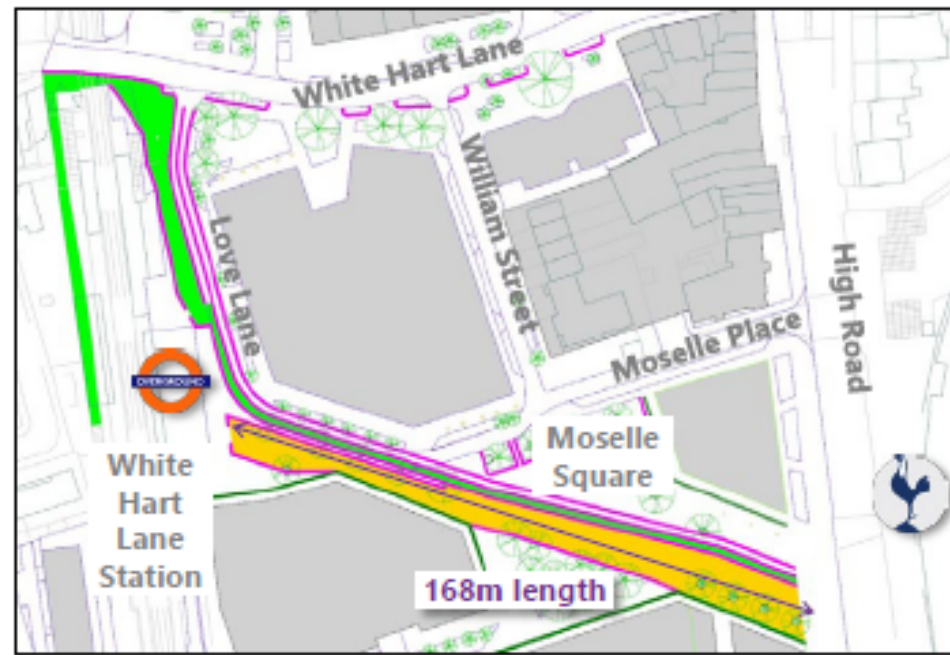 White Hart Lane
Love Lane
William Street
High Road
Moselle Place
OVERGROUND
White
Hart
Lane
Station
Moselle
Square
168m length